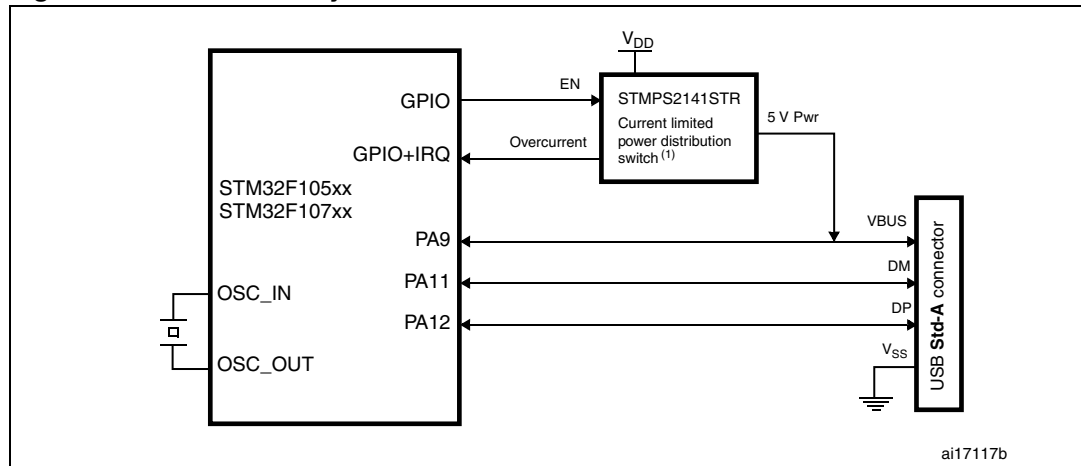 VDD
EN
STMPS2141STR
Current limited
power distribution
switch (1)
5 V Pwr
GPIO
Overcurrent
GPIO+IRQ
STM32F105xx
STM32F107xx
VBUS
PA9
DM
PA11
OSC_IN
DP
PA12
VSS
OSC_OUT
USB Std-A connector
ai17117b